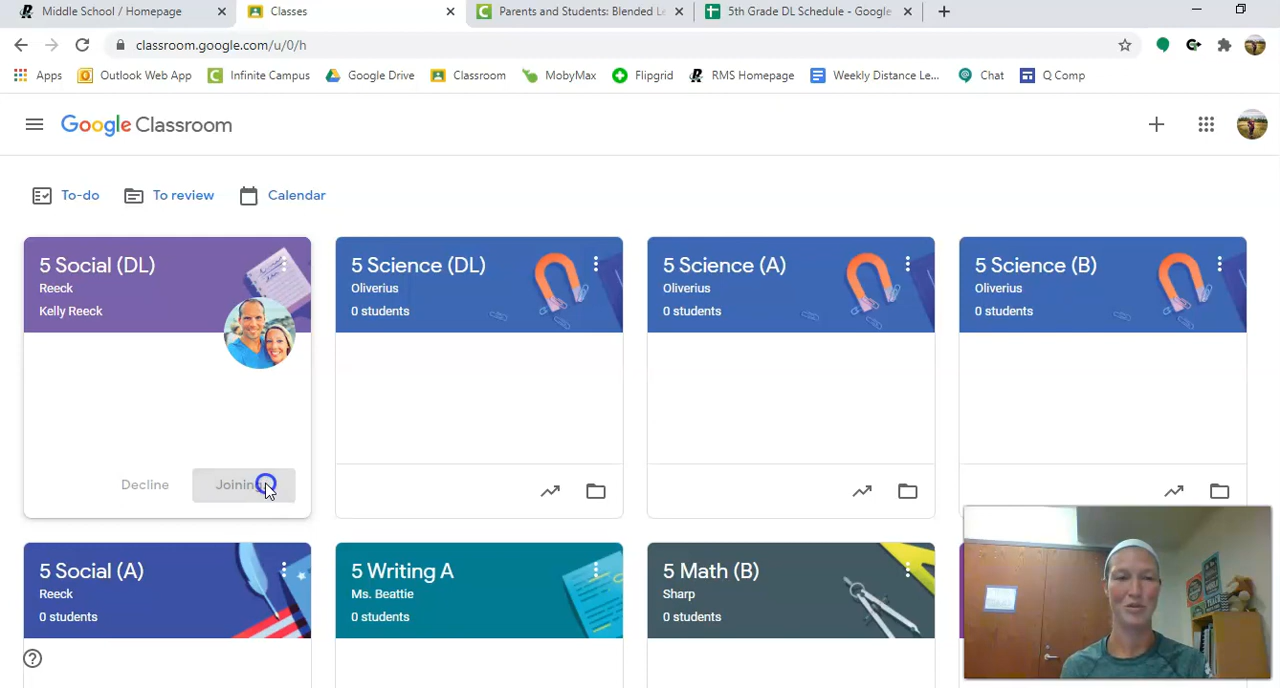 Middle School / Homepage
Classes
Parents and Students: Blended Le
5th Grade DL Schedule - Google
classroom.google.com/u/0/h
Apps
Outlook Web App
Infinite Campus
Google Drive
Classroom
MobyMax
Flipgrid
RMS Homepage
Weekly Distance Le...
Chat
Q Comp
Google Classroom
To-do
To review
Calendar
5 Social (DL)
Reeck
Kelly Reeck
Decline
Joining
5 Science (DL)
Oliverius
0 students
5 Science (A)
Oliverius
0 students
5 Science (B)
Oliverius
0 students
5 Social (A)
Reeck
0 students
5 Writing A
Ms. Beattie
0 students
5 Math (B)
Sharp
0 students